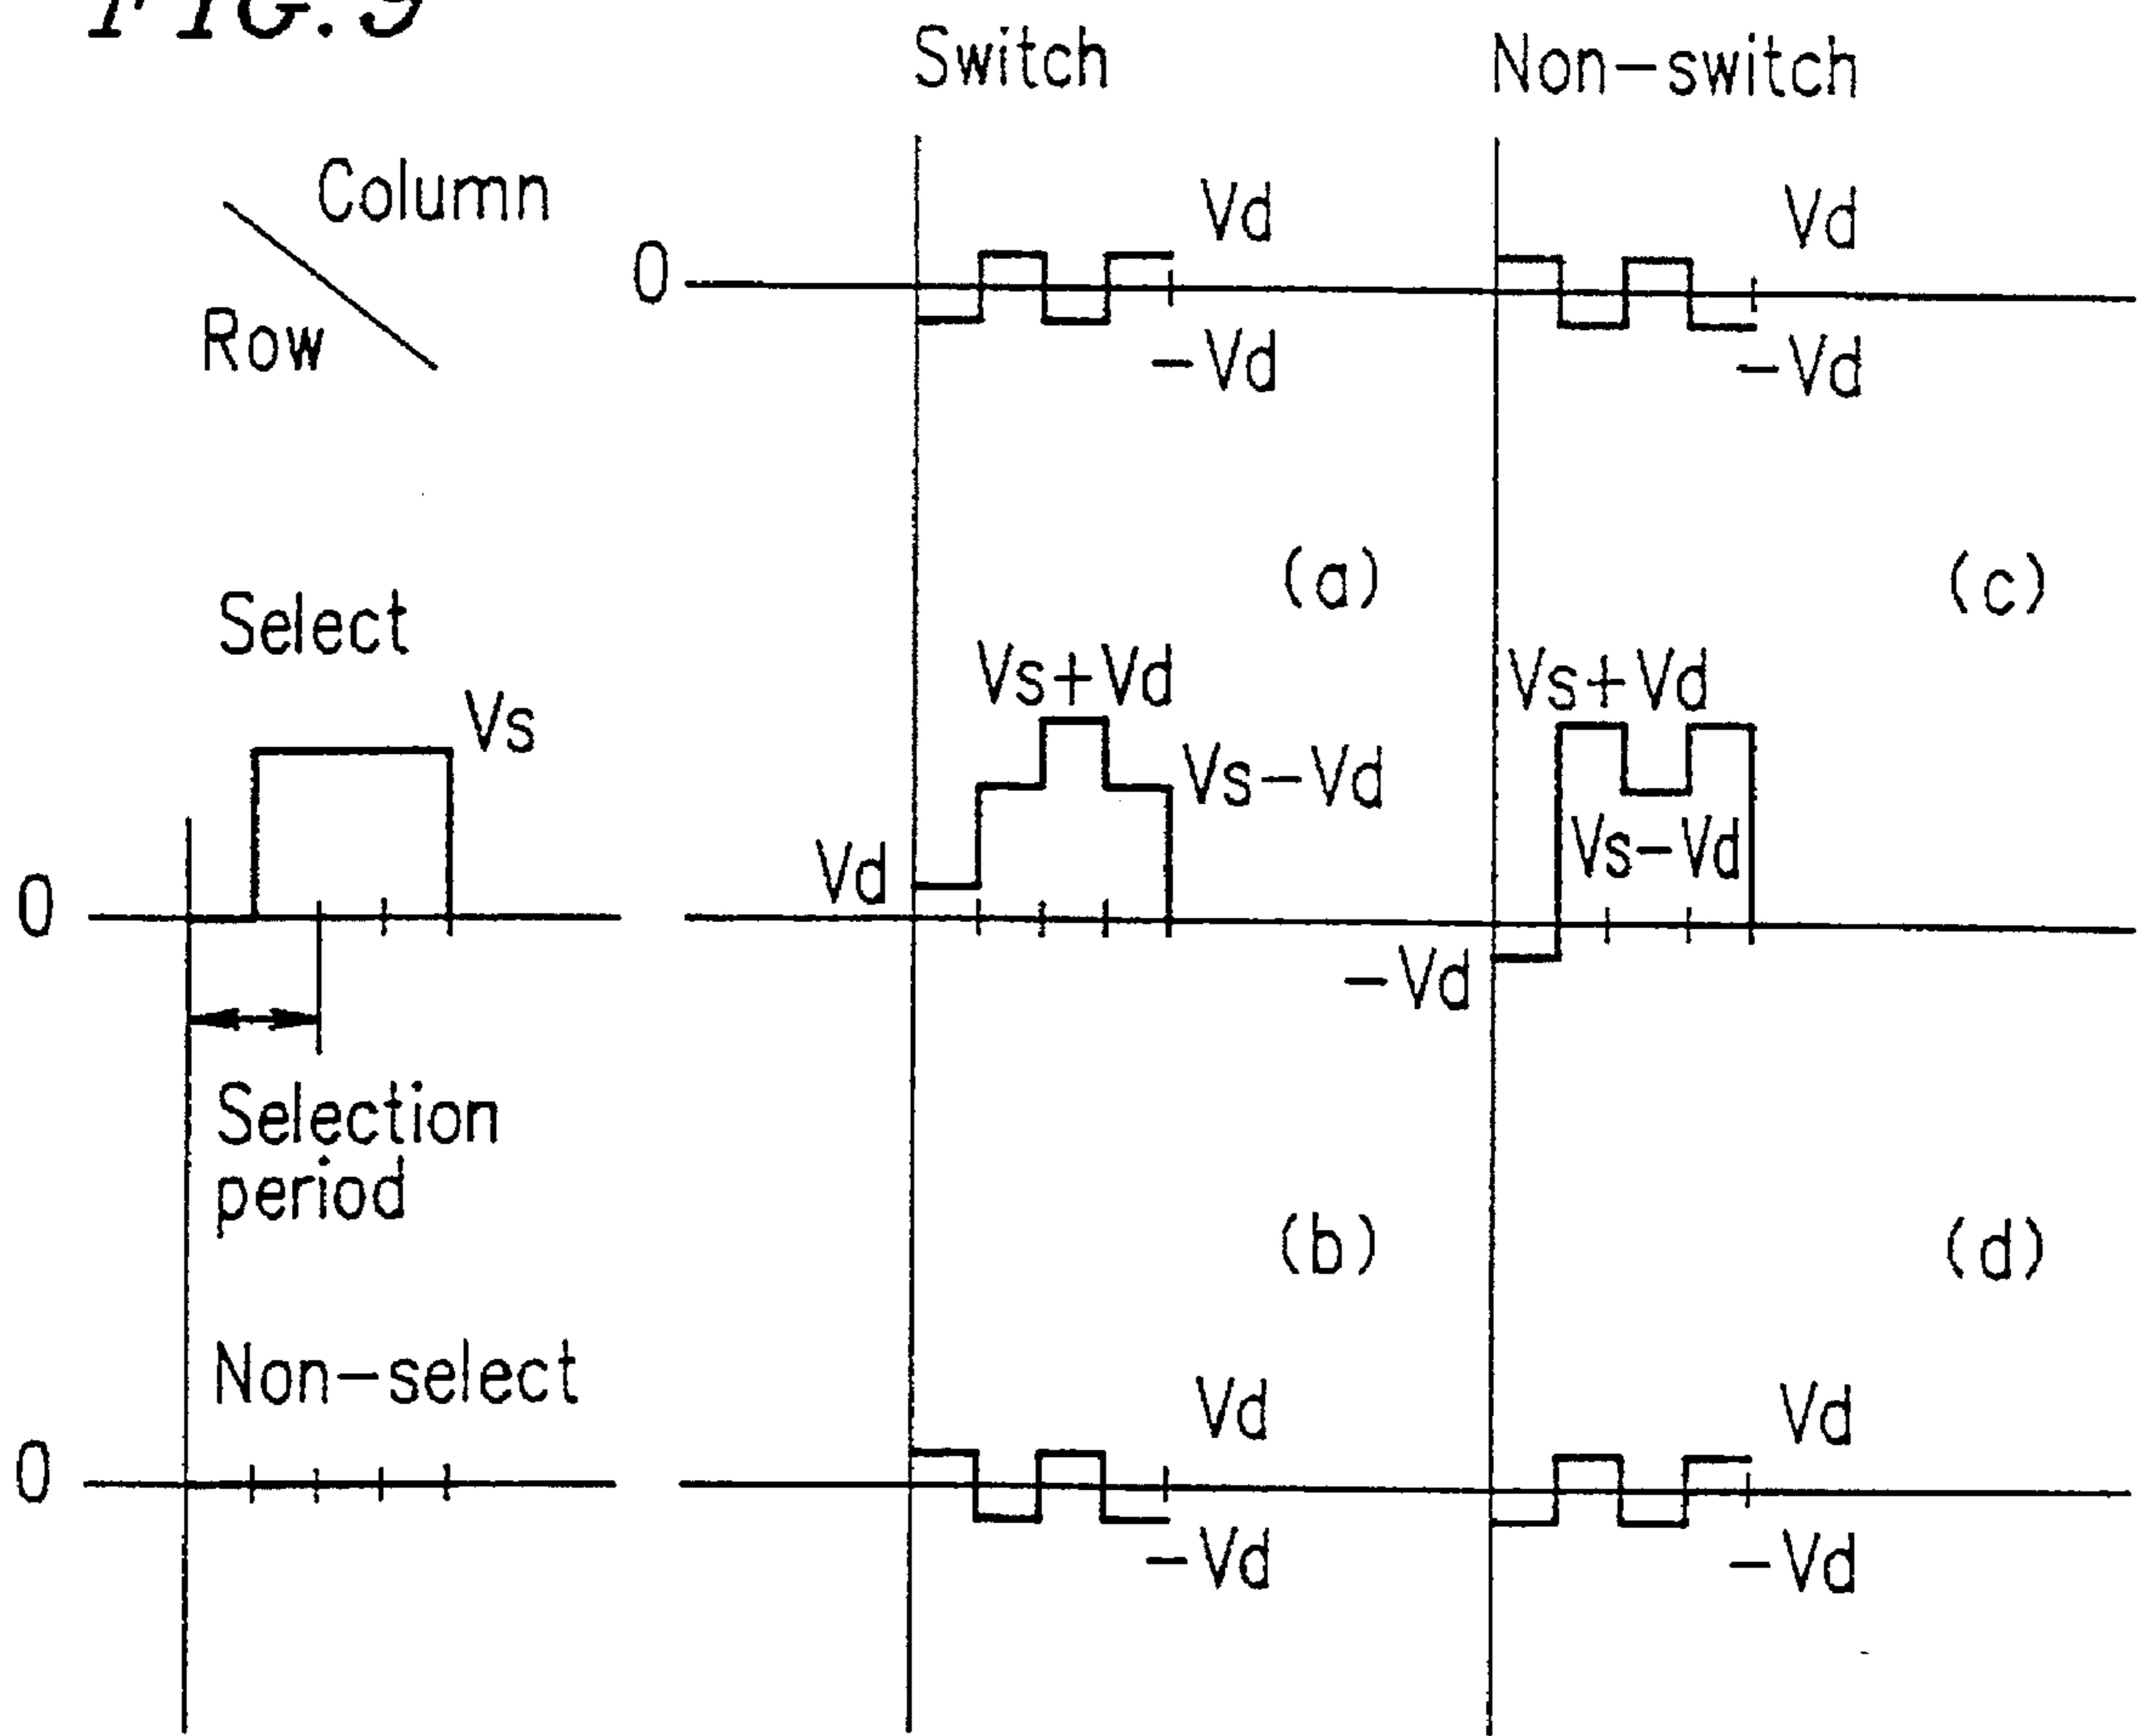 FIG.
Switch
Non-switch
Column
Row
0
Vd
-Vd
Vd
-Vd
(a)
(c)
Select
Vs
0
Vs+Vd
Vs-Vd
Vd
Vs+Vd
Vs-Vd
-Vd
Selection
period
(b)
(d)
Non-select
0
Vd
-Vd
Vd
-Vd